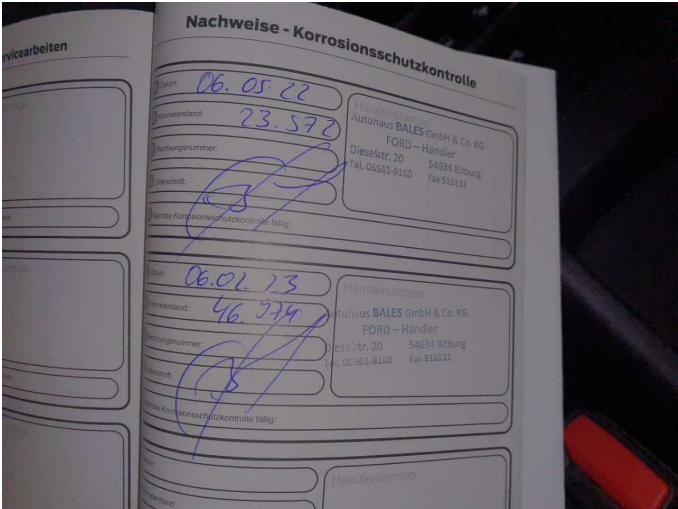 rvicearbeiten
Nachweise - Korrosionsschutzkontrolle
Datum: 06.05.22
Kilometerstand: 23.572
Rechnungsnummer:
Unterschrift:
Nächste Korrosionsschutzkontrolle fällig:
Händlerstempel
Autohaus BALES GmbH & Co. KG
FORD – Händler
Dieselstr. 20 54634 Bitburg
Tel. 06561-9160 Fax 916131
Datum: 06.02.23
Kilometerstand: 46.974
Rechnungsnummer:
Unterschrift:
Nächste Korrosionsschutzkontrolle fällig:
Händlerstempel
Autohaus BALES GmbH & Co. KG
FORD – Händler
Dieselstr. 20 54634 Bitburg
Tel. 06561-9160 Fax 916131
Datum:
Kilometerstand:
Händlerstempel